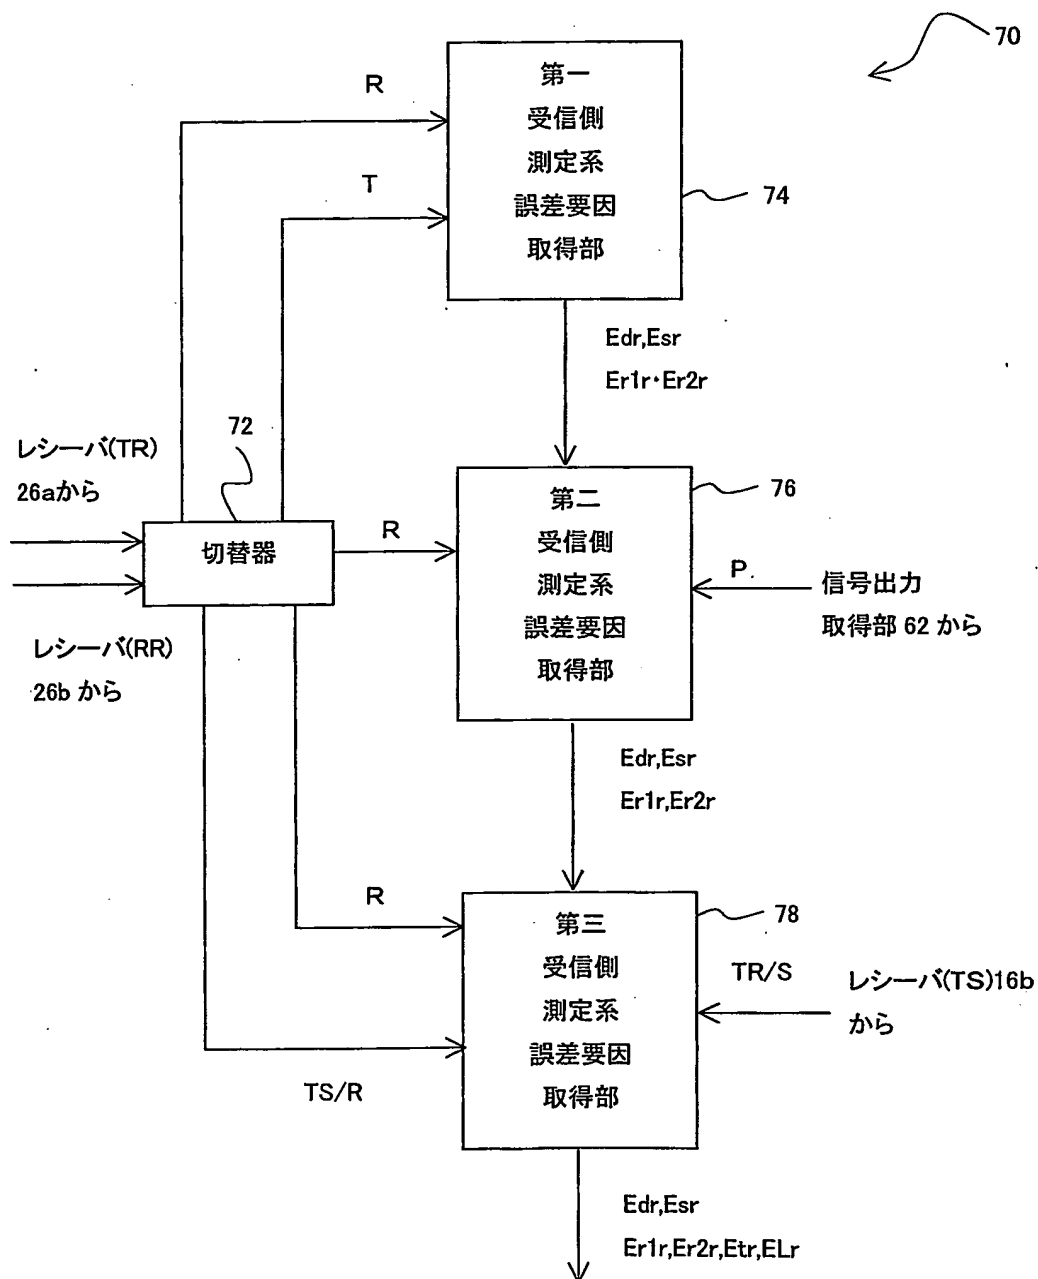 70
R
第一
受信側
測定系
誤差要因
取得部
74
T
Edr,Esr
Er1r・Er2r
72
レシーバ(TR)
26aから
切替器
レシーバ(RR)
26b から
R
第二
受信側
測定系
誤差要因
取得部
76
P
信号出力
取得部 62 から
Edr,Esr
Er1r,Er2r
R
第三
受信側
測定系
誤差要因
取得部
78
TR/S
レシーバ(TS)16b
から
TS/R
Edr,Esr
Er1r,Er2r,Etr,ELr